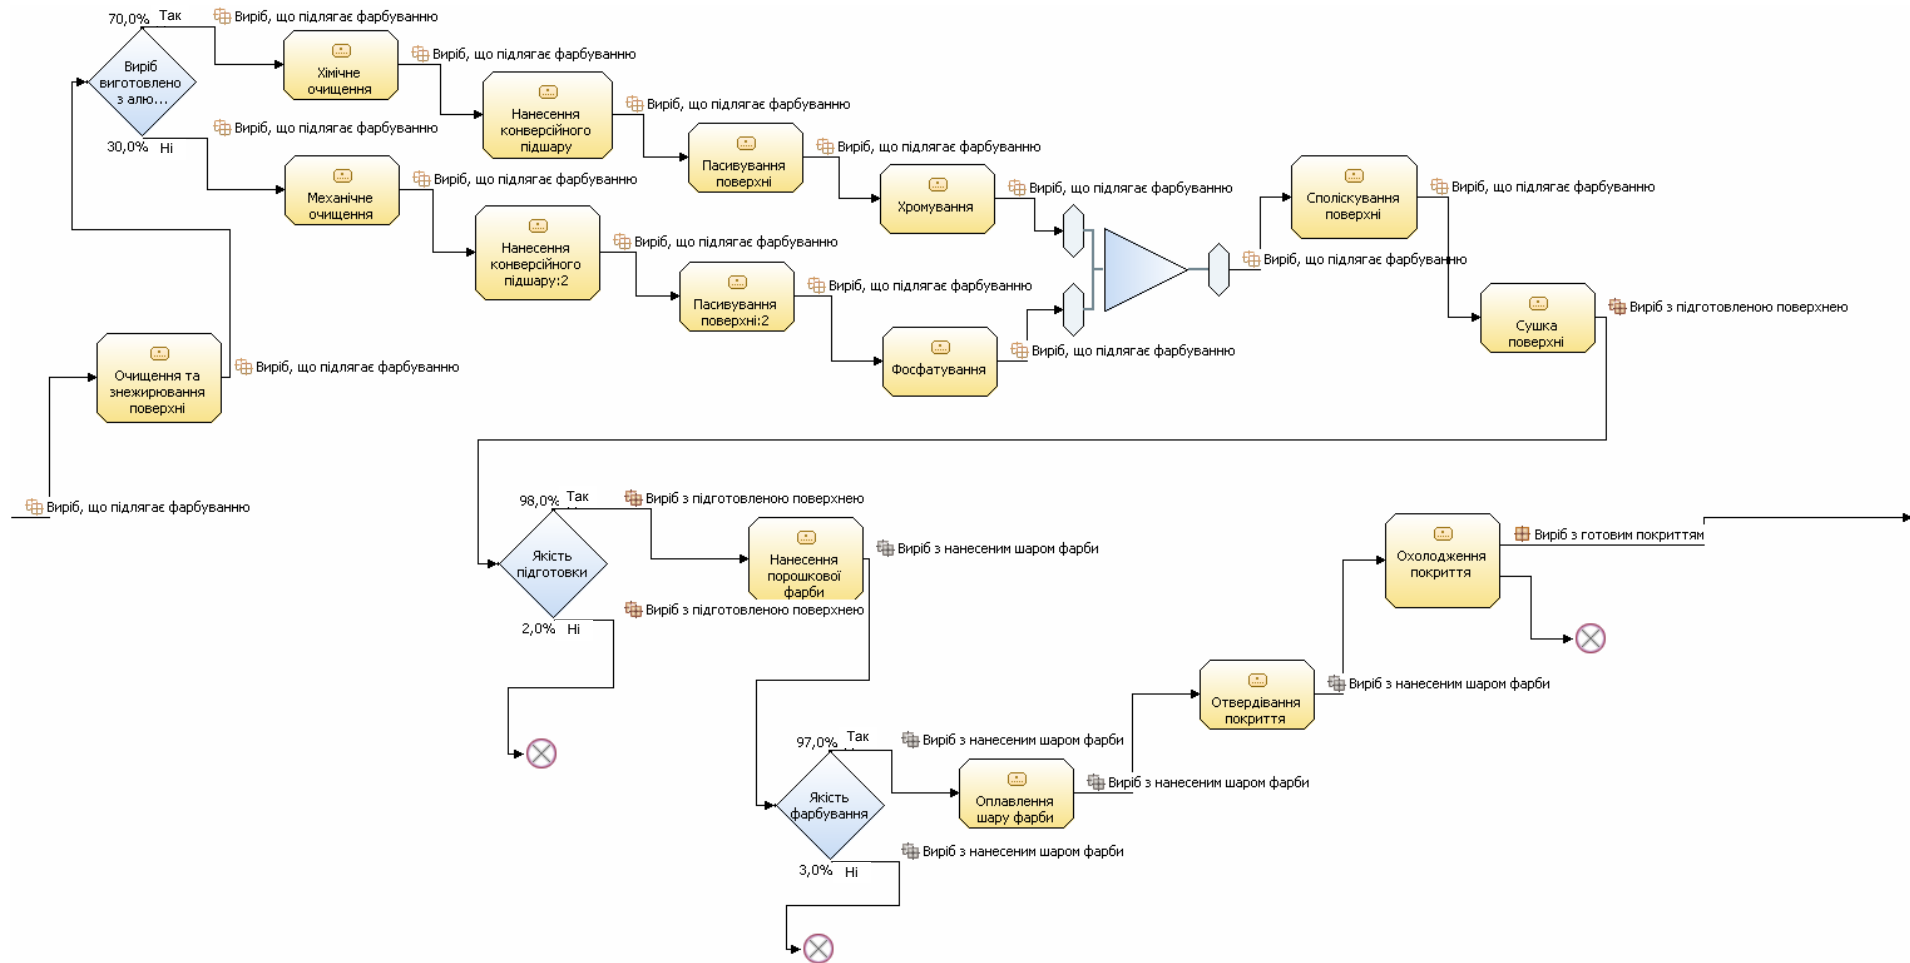 70,0% Так
Виріб, що підлягає фарбуванню
Виріб
виготовлено
з алю...
Хімічне
очищення
Виріб, що підлягає фарбуванню
Нанесення
конверсійного
підшару
Виріб, що підлягає фарбуванню
Пасивування
поверхні
Виріб, що підлягає фарбуванню
Хромування
Виріб, що підлягає фарбуванню
30,0% Ні
Виріб, що підлягає фарбуванню
Механічне
очищення
Виріб, що підлягає фарбуванню
Нанесення
конверсійного
підшару:2
Виріб, що підлягає фарбуванню
Пасивування
поверхні:2
Виріб, що підлягає фарбуванню
Фосфатування
Виріб, що підлягає фарбуванню
Виріб, що підлягає фарбуванню
Споліскування
поверхні
Виріб, що підлягає фарбуванню
Сушка
поверхні
Виріб з підготовленою поверхнею
Очищення та
знежирювання
поверхні
Виріб, що підлягає фарбуванню
Виріб, що підлягає фарбуванню
98,0% Так
Виріб з підготовленою поверхнею
Якість
підготовки
Нанесення
порошкової
фарби
Виріб з нанесеним шаром фарби
2,0% Ні
Виріб з підготовленою поверхнею
97,0% Так
Виріб з нанесеним шаром фарби
Якість
фарбування
Оплавлення
шару фарби
Виріб з нанесеним шаром фарби
3,0% Ні
Виріб з нанесеним шаром фарби
Отвердівання
покриття
Виріб з нанесеним шаром фарби
Охолодження
покриття
Виріб з готовим покриттям